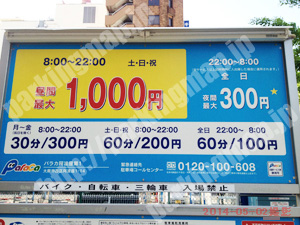 8:00～22:00
土·日·祝
昼間
最大
1,000円
全日
夜間
最大
300円
月－金 8:00～22:00
30分/300円
土·日·祝 8:00～22:00
60分/200円
全日 22:00～8:00
60分/100円
Paraca
0120-100-608
バイク・自転車・三輪車 入場禁止